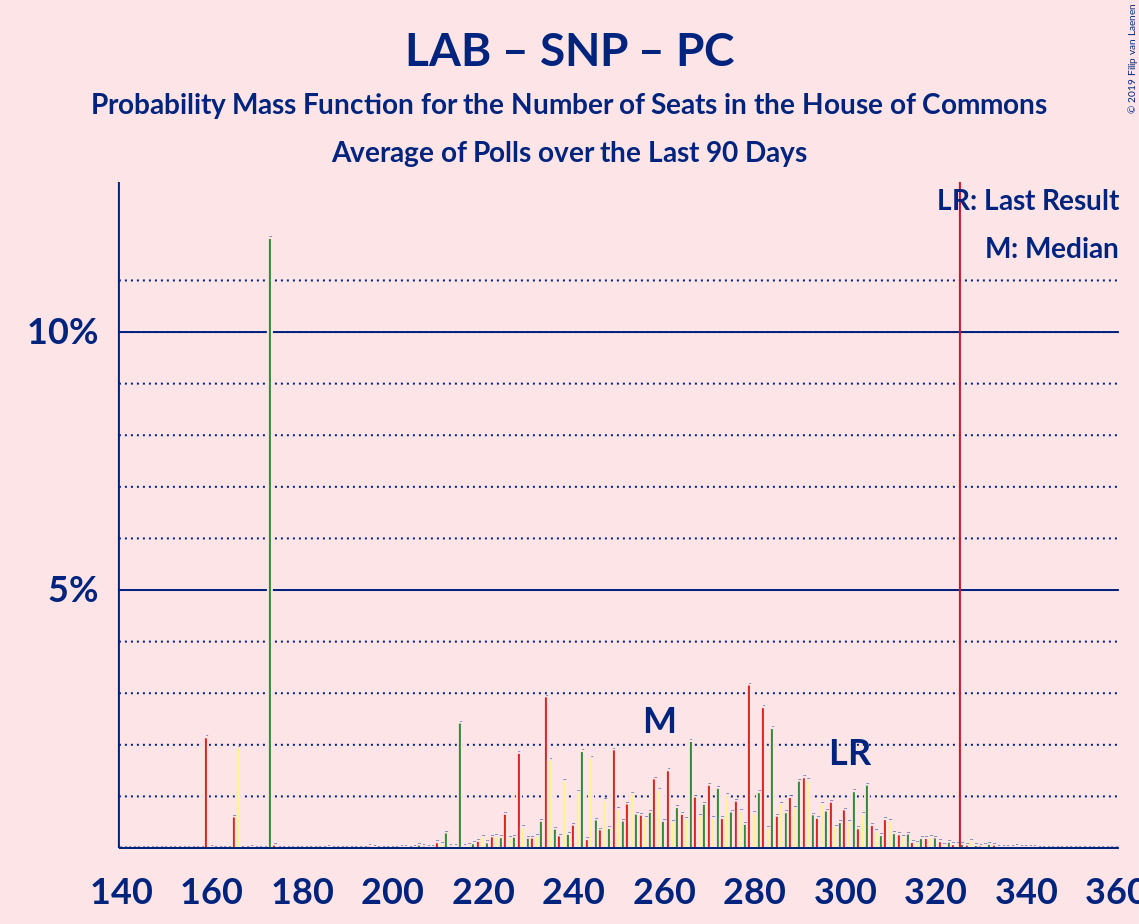 LAB – SNP – PC
Probability Mass Function for the Number of Seats in the House of Commons
Average of Polls over the Last 90 Days
© 2019 Filip van Laenen
LR: Last Result
M: Median
10%
5%
M
LR
140 160 180 200 220 240 260 280 300 320 340 360